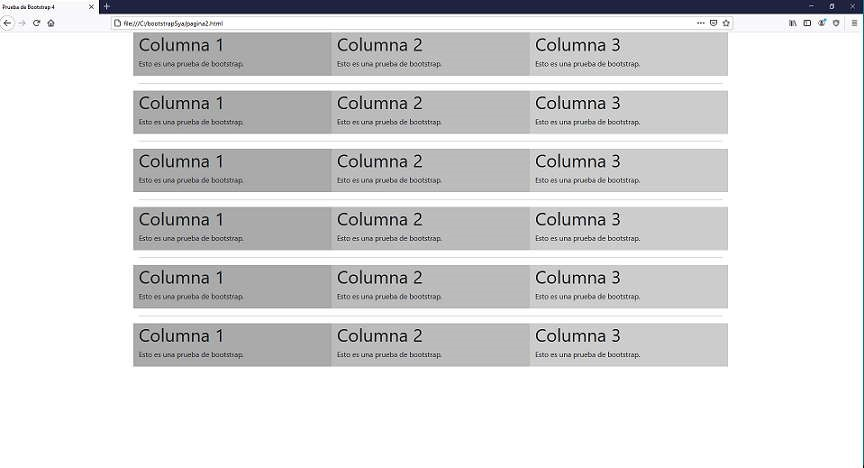 Prueba de Bootstrap 4
file:///C:/bootstrap5ya/pagina2.html
Columna 1 Columna 2 Columna 3
Esto es una prueba de bootstrap. Esto es una prueba de bootstrap. Esto es una prueba de bootstrap.
Columna 1 Columna 2 Columna 3
Esto es una prueba de bootstrap. Esto es una prueba de bootstrap. Esto es una prueba de bootstrap.
Columna 1 Columna 2 Columna 3
Esto es una prueba de bootstrap. Esto es una prueba de bootstrap. Esto es una prueba de bootstrap.
Columna 1 Columna 2 Columna 3
Esto es una prueba de bootstrap. Esto es una prueba de bootstrap. Esto es una prueba de bootstrap.
Columna 1 Columna 2 Columna 3
Esto es una prueba de bootstrap. Esto es una prueba de bootstrap. Esto es una prueba de bootstrap.
Columna 1 Columna 2 Columna 3
Esto es una prueba de bootstrap. Esto es una prueba de bootstrap. Esto es una prueba de bootstrap.